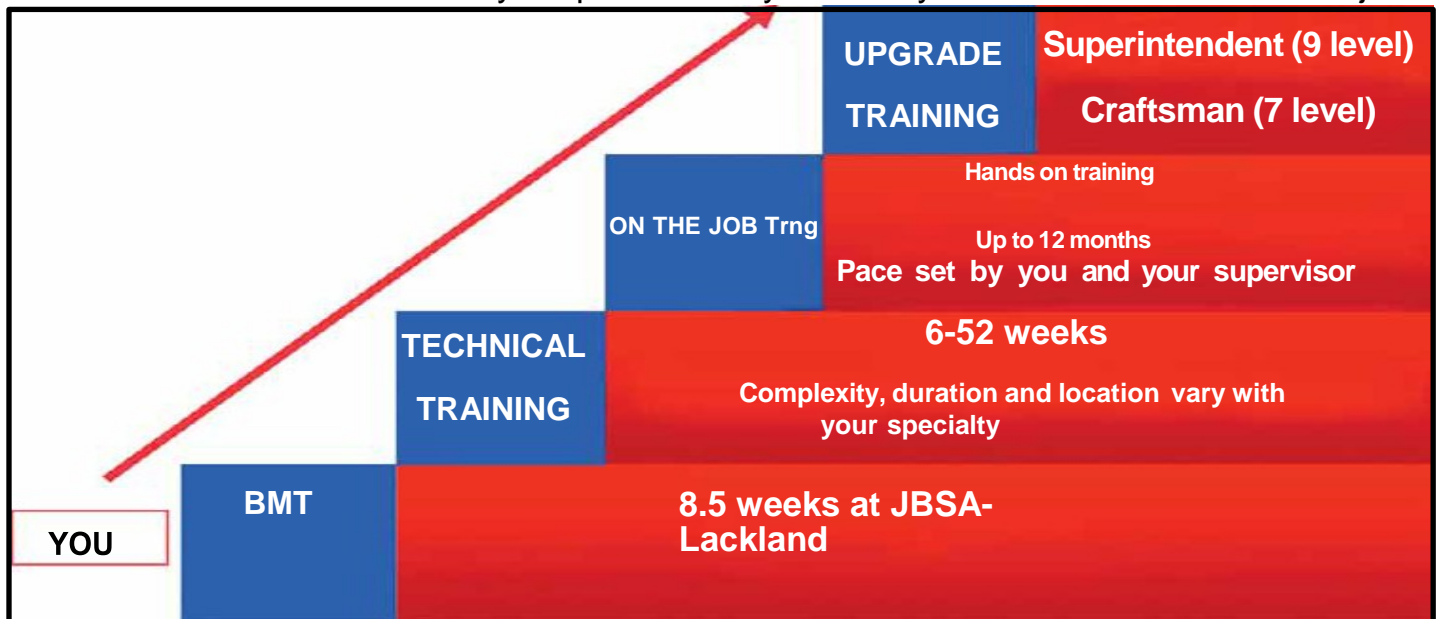 UPGRADE
TRAINING
Superintendent (9 level)
Craftsman (7 level)
ON THE JOB Trng
Hands on training
Up to 12 months
Pace set by you and your supervisor
TECHNICAL
TRAINING
6-52 weeks
Complexity, duration and location vary with
your specialty
BMT
8.5 weeks at JBSA-
Lackland
YOU